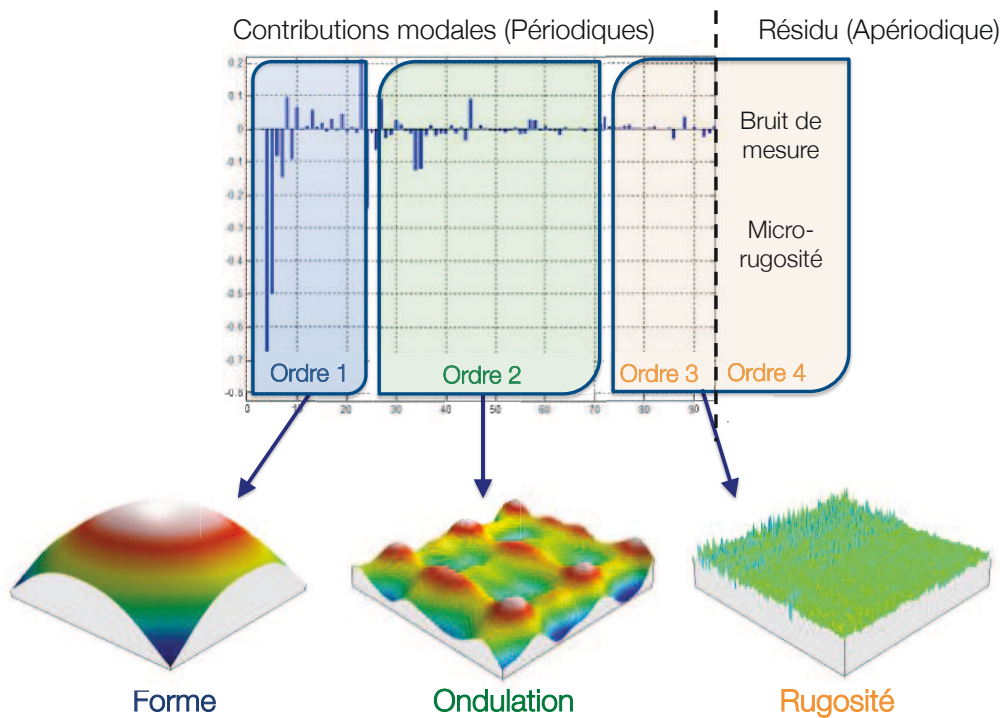 Contributions modales (Périodiques)
Résidu (Apériodique)
0.2
0.1
0
-0.1
-0.2
-0.3
-0.4
-0.5
-0.6
-0.7
-0.8
Bruit de
mesure
Micro-
rugosité
Ordre 1
Ordre 2
Ordre 3
Ordre 4
0 10 20 30 40 50 60 70 80 90
Forme
Ondulation
Rugosité